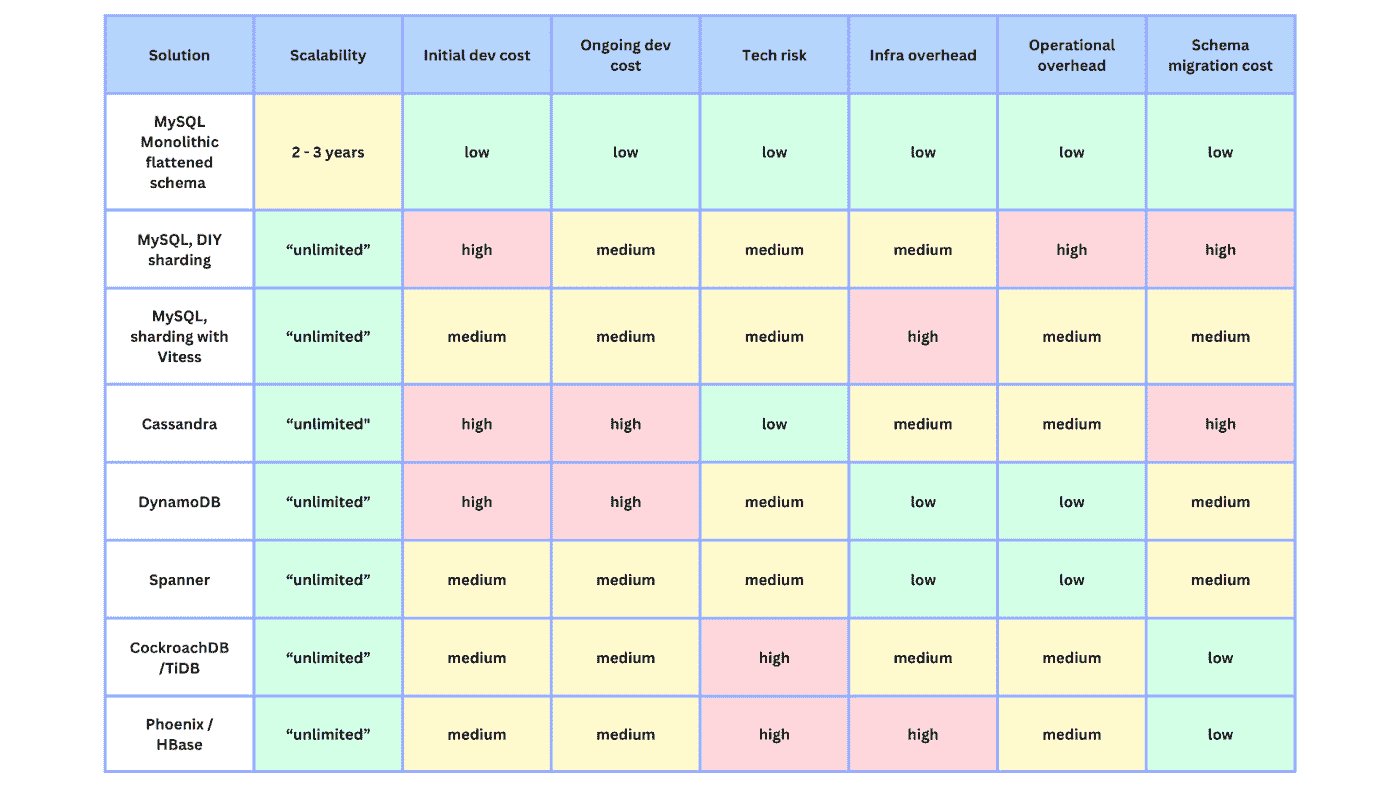 Solution
Scalability
Initial dev cost
Ongoing dev
cost
Tech risk
Infra overhead
Operational
overhead
Schema
migration cost
MySQL
Monolithic
flattened
schema
2 - 3 years
low
low
low
low
low
low
MySQL, DIY
sharding
“unlimited”
high
medium
medium
medium
high
high
MySQL,
sharding with
Vitess
“unlimited”
medium
medium
medium
high
medium
medium
Cassandra
“unlimited"
high
high
low
medium
medium
high
DynamoDB
“unlimited”
high
high
medium
low
low
medium
Spanner
“unlimited”
medium
medium
medium
low
low
medium
CockroachDB
/TiDB
“unlimited”
medium
medium
high
medium
medium
low
Phoenix /
HBase
“unlimited”
medium
medium
high
high
medium
low